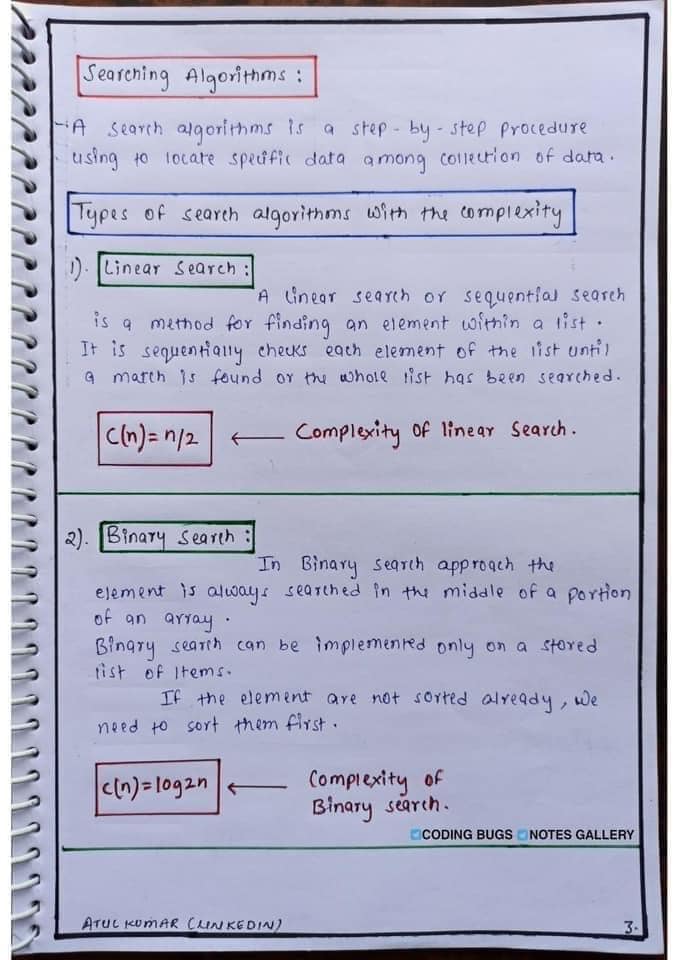 Searching Algorithms :
-:A search algorithms is a step - by - step procedure
using to locate specific data among collection of data.
Types of search algorithms with the complexity
1). Linear Search :
A linear search or sequential search
is a method for finding an element within a list.
It is sequentially checks each element of the list until
a match is found or the whole list has been searched.
C(n) = n/2 ← Complexity of linear Search.
2). Binary Search :
In Binary search approach the
element is always searched in the middle of a portion
of an array.
Binary search can be implemented only on a stored
list of Items.
If the element are not sorted already, we
need to sort them first.
C(n) = log2n ← Complexity of
Binary search.
CODING BUGS NOTES GALLERY
ATUL KUMAR (LINKEDIN) 3.